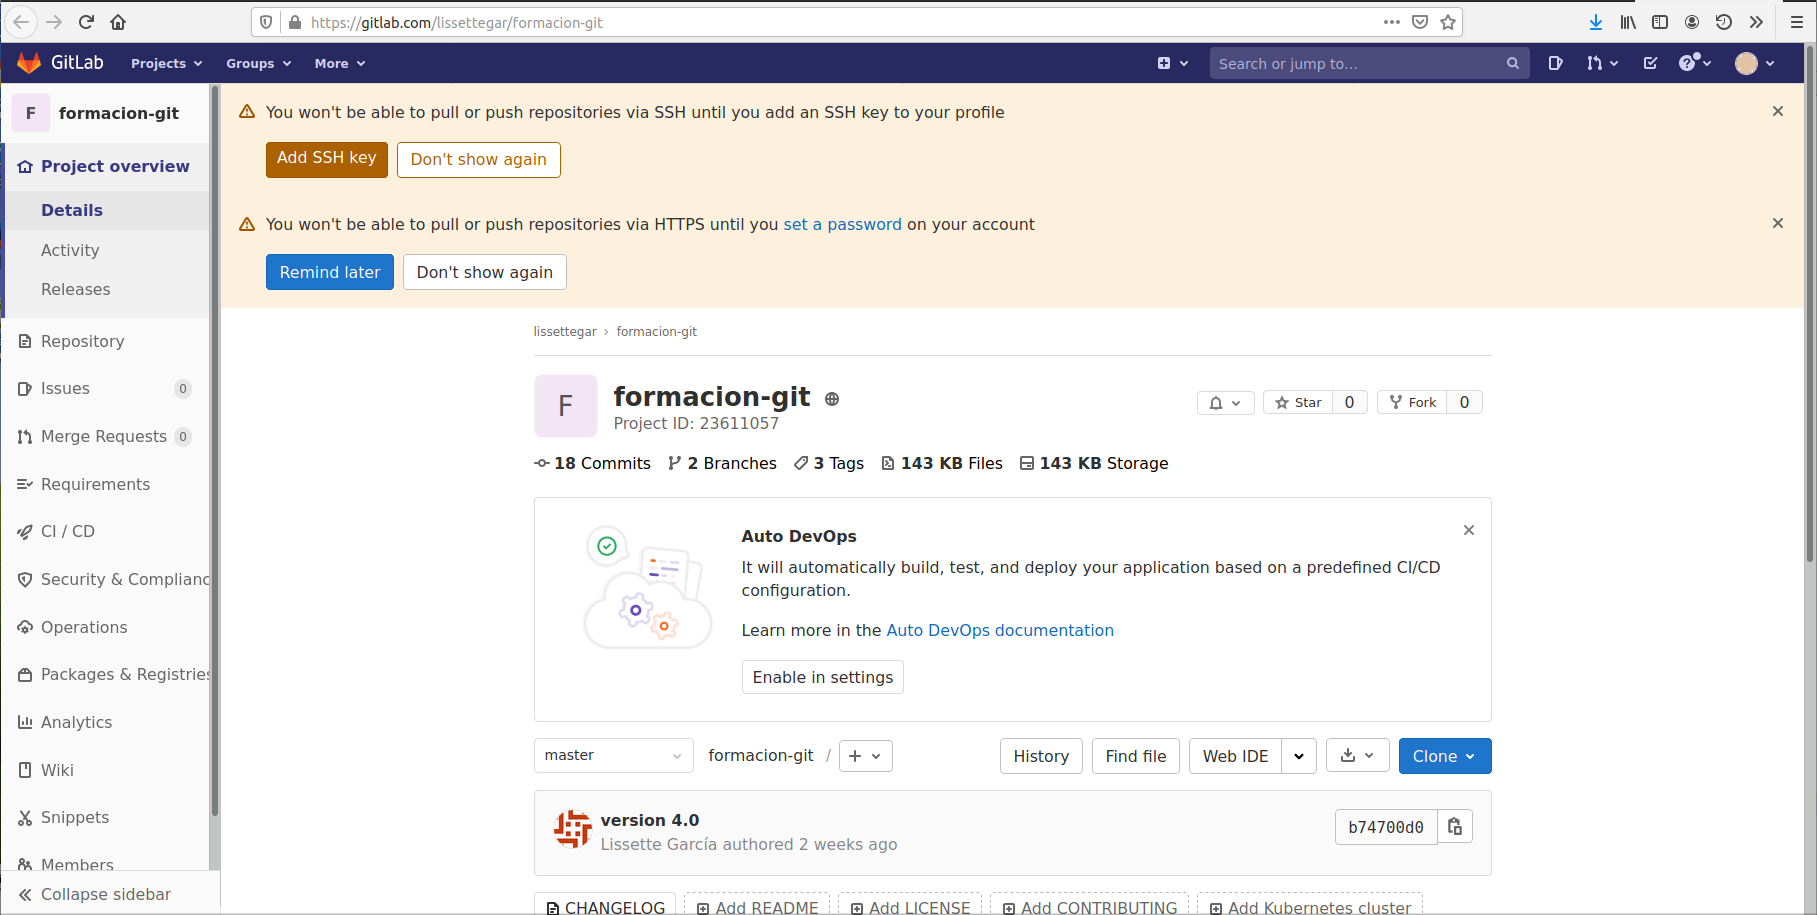 https://gitlab.com/lissettegar/formacion-git
GitLab Projects Groups More Search or jump to...
F formacion-git
Project overview
Details
Activity
Releases
Repository
Issues 0
Merge Requests 0
Requirements
CI / CD
Security & Complianc
Operations
Packages & Registries
Analytics
Wiki
Snippets
Members
Collapse sidebar
You won't be able to pull or push repositories via SSH until you add an SSH key to your profile
Add SSH key Don't show again
You won't be able to pull or push repositories via HTTPS until you set a password on your account
Remind later Don't show again
lissettegar › formacion-git
F formacion-git
Project ID: 23611057
Star 0 Fork 0
18 Commits 2 Branches 3 Tags 143 KB Files 143 KB Storage
Auto DevOps
It will automatically build, test, and deploy your application based on a predefined CI/CD
configuration.
Learn more in the Auto DevOps documentation
Enable in settings
master formacion-git / + History Find file Web IDE Clone
version 4.0
Lissette García authored 2 weeks ago
b74700d0
CHANGELOG Add README Add LICENSE Add CONTRIBUTING Add Kubernetes cluster